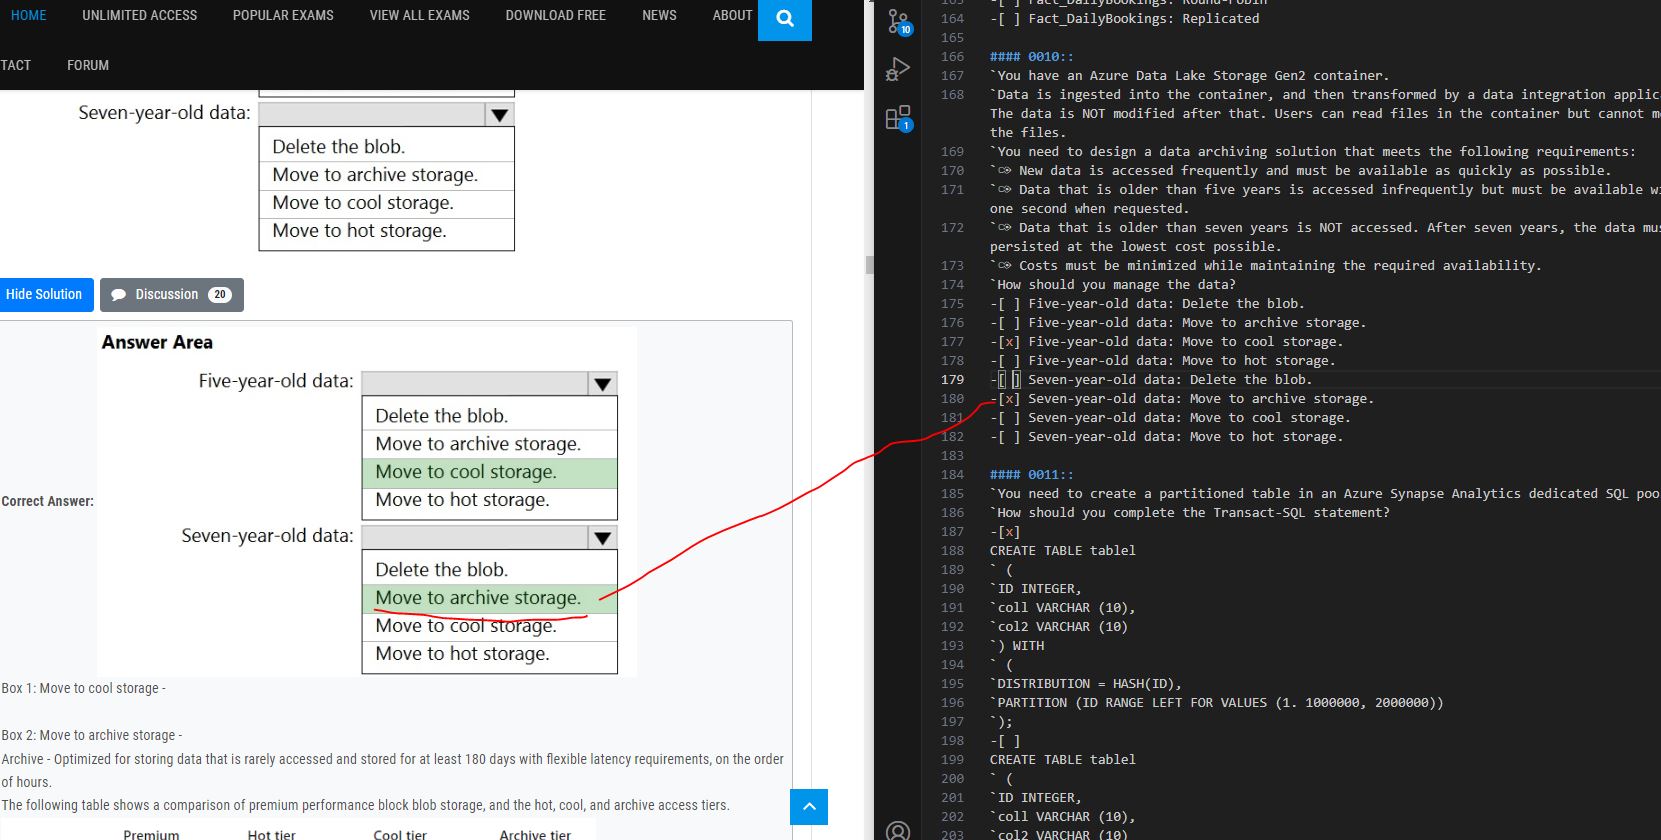 HOME UNLIMITED ACCESS POPULAR EXAMS VIEW ALL EXAMS DOWNLOAD FREE NEWS ABOUT
TACT FORUM
Seven-year-old data:
Delete the blob.
Move to archive storage.
Move to cool storage.
Move to hot storage.
Hide Solution Discussion 20
Answer Area
Five-year-old data:
Delete the blob.
Move to archive storage.
Move to cool storage.
Move to hot storage.
Correct Answer:
Seven-year-old data:
Delete the blob.
Move to archive storage.
Move to cool storage.
Move to hot storage.
Box 1: Move to cool storage -
Box 2: Move to archive storage -
Archive - Optimized for storing data that is rarely accessed and stored for at least 180 days with flexible latency requirements, on the order
of hours.
The following table shows a comparison of premium performance block blob storage, and the hot, cool, and archive access tiers.
Premium Hot tier Cool tier Archive tier
10
1
163 -[ ] Fact_DailyBookings: Round-robin
164 -[ ] Fact_DailyBookings: Replicated
165
166 #### 0010::
167 `You have an Azure Data Lake Storage Gen2 container.
168 `Data is ingested into the container, and then transformed by a data integration applic
The data is NOT modified after that. Users can read files in the container but cannot m
the files.
169 `You need to design a data archiving solution that meets the following requirements:
170 `✑ New data is accessed frequently and must be available as quickly as possible.
171 `✑ Data that is older than five years is accessed infrequently but must be available w
one second when requested.
172 `✑ Data that is older than seven years is NOT accessed. After seven years, the data mu
persisted at the lowest cost possible.
173 `✑ Costs must be minimized while maintaining the required availability.
174 `How should you manage the data?
175 -[ ] Five-year-old data: Delete the blob.
176 -[ ] Five-year-old data: Move to archive storage.
177 -[x] Five-year-old data: Move to cool storage.
178 -[ ] Five-year-old data: Move to hot storage.
179 -[ ] Seven-year-old data: Delete the blob.
180 -[x] Seven-year-old data: Move to archive storage.
181 -[ ] Seven-year-old data: Move to cool storage.
182 -[ ] Seven-year-old data: Move to hot storage.
183
184 #### 0011::
185 `You need to create a partitioned table in an Azure Synapse Analytics dedicated SQL poo
186 `How should you complete the Transact-SQL statement?
187 -[x]
188 CREATE TABLE tablel
189 ` (
190 `ID INTEGER,
191 `coll VARCHAR (10),
192 `col2 VARCHAR (10)
193 `) WITH
194 ` (
195 `DISTRIBUTION = HASH(ID),
196 `PARTITION (ID RANGE LEFT FOR VALUES (1. 1000000, 2000000))
197 `);
198 -[ ]
199 CREATE TABLE tablel
200 ` (
201 `ID INTEGER,
202 `coll VARCHAR (10),
203 `col2 VARCHAR (10)